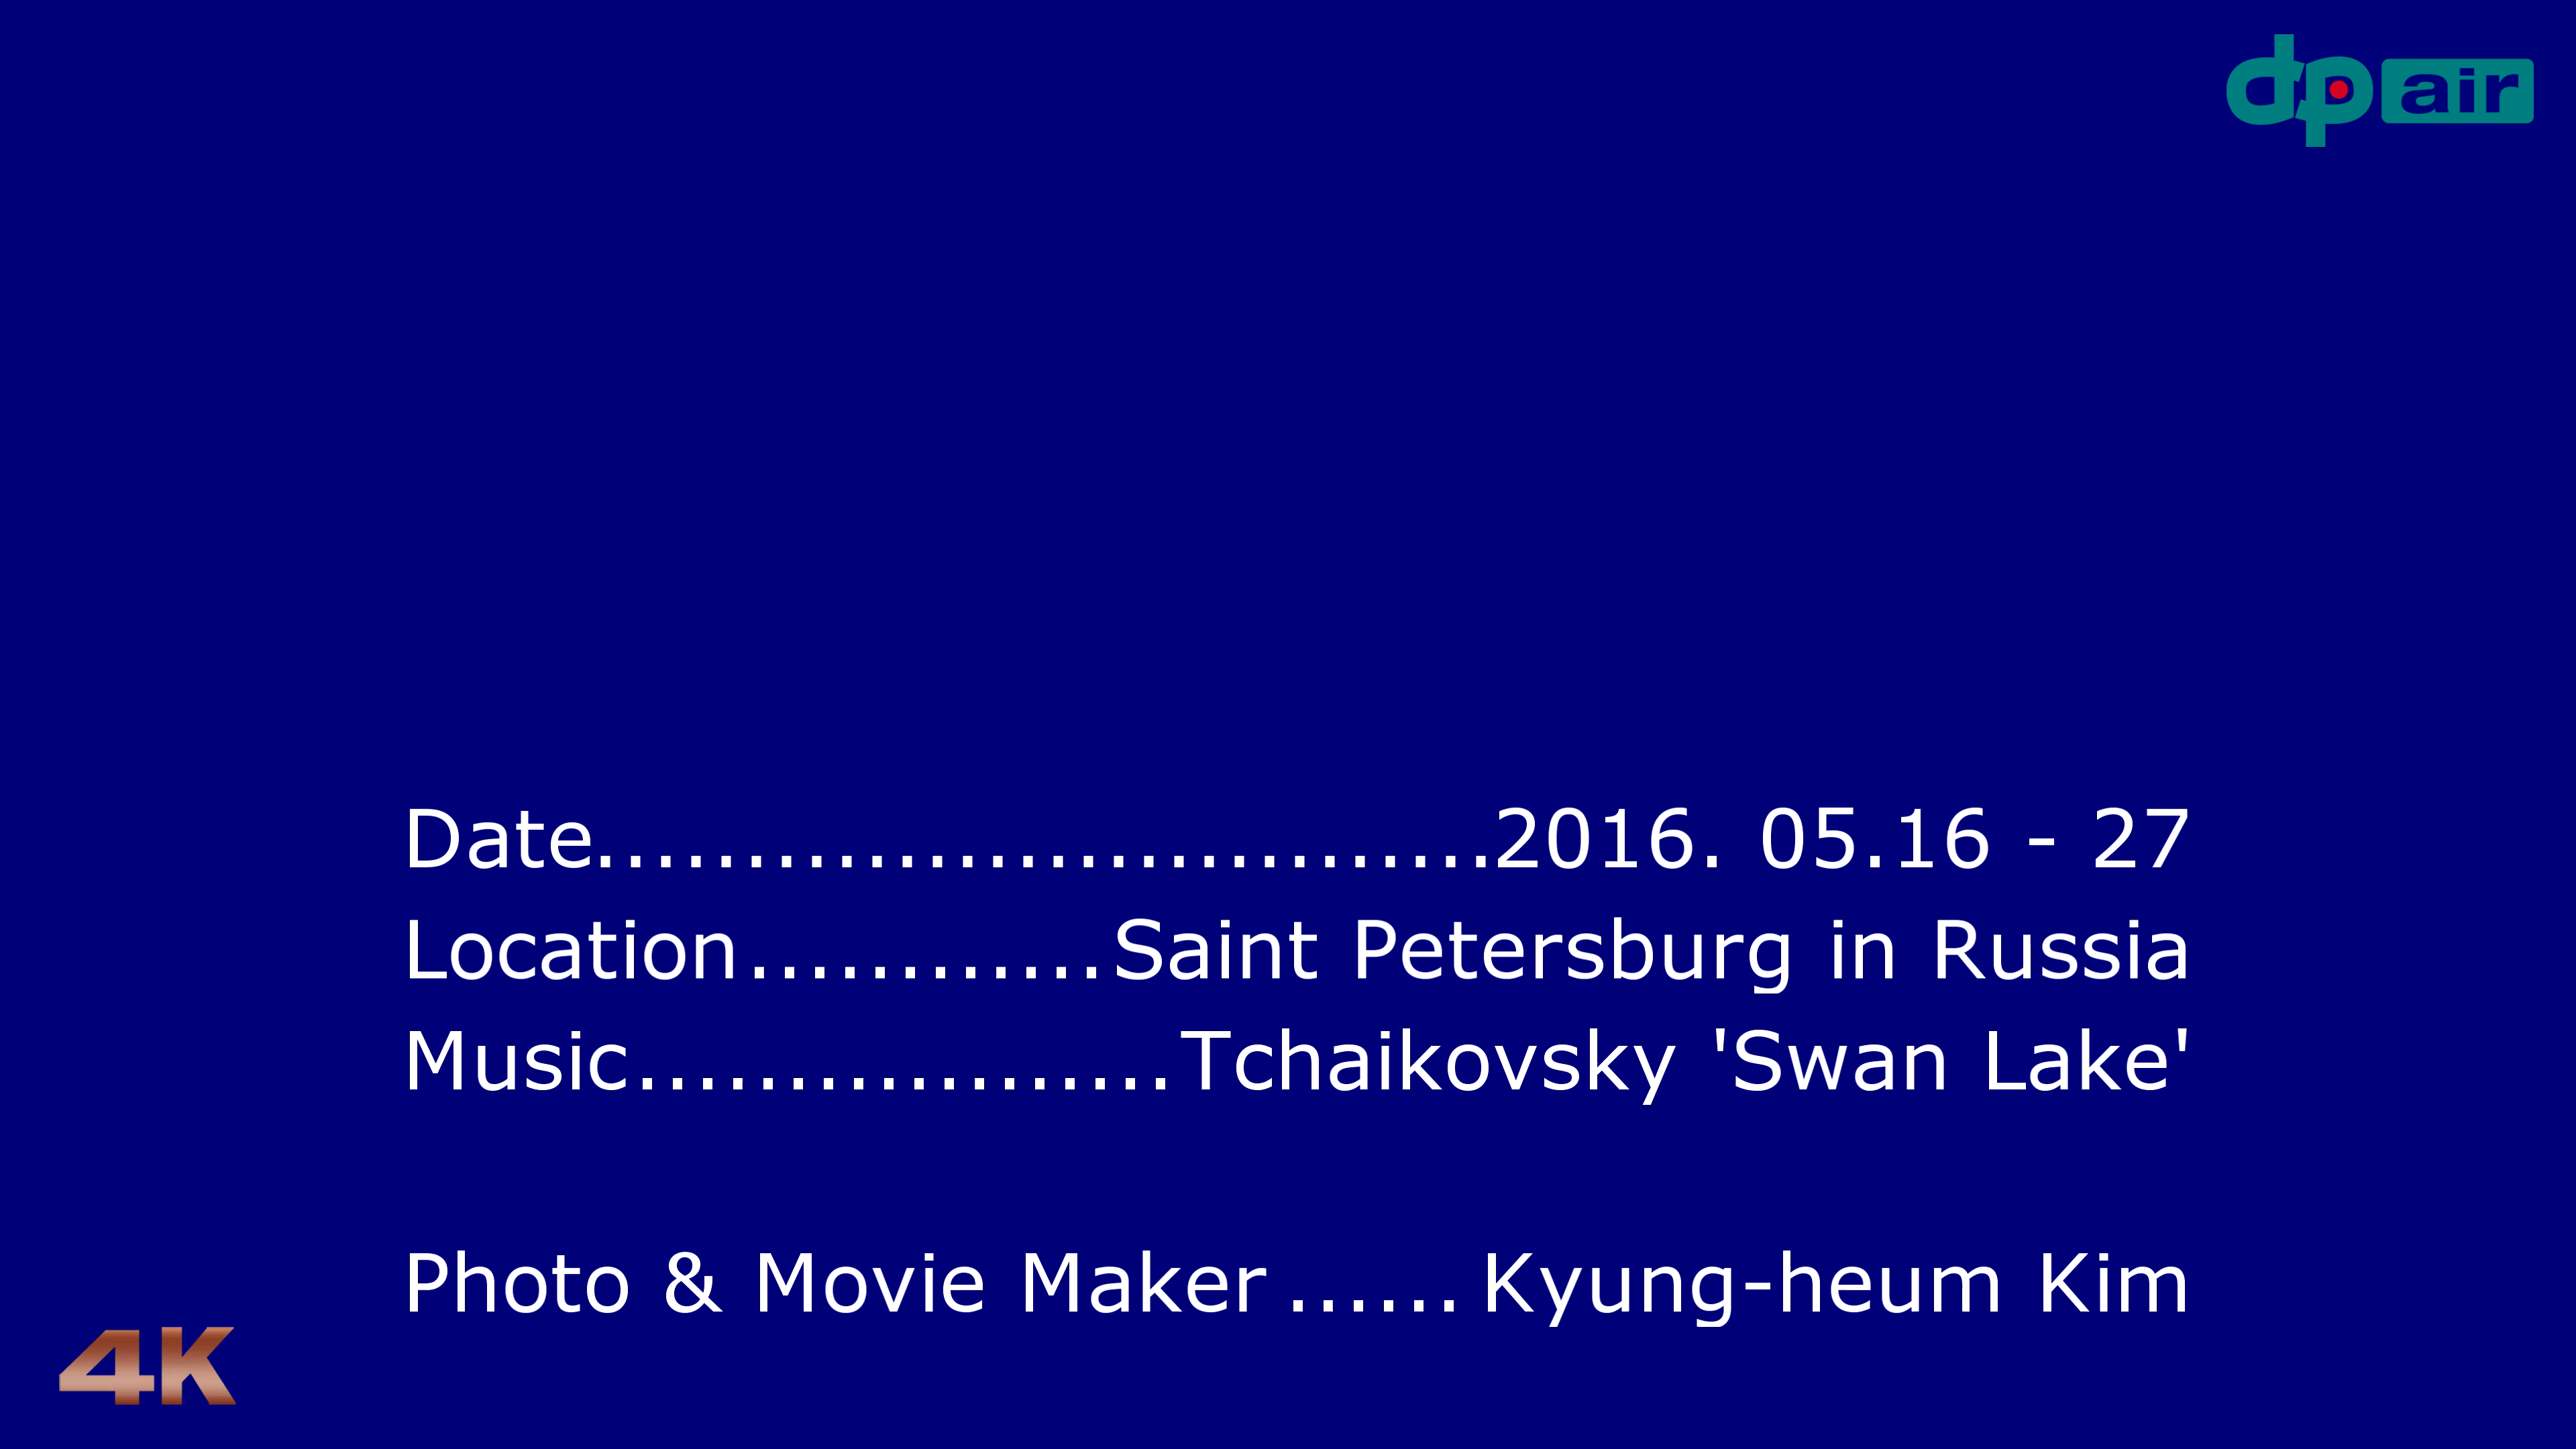 dp air
Date..............................2016. 05.16 - 27
Location............Saint Petersburg in Russia
Music..................Tchaikovsky 'Swan Lake'
Photo & Movie Maker ...... Kyung-heum Kim
4K